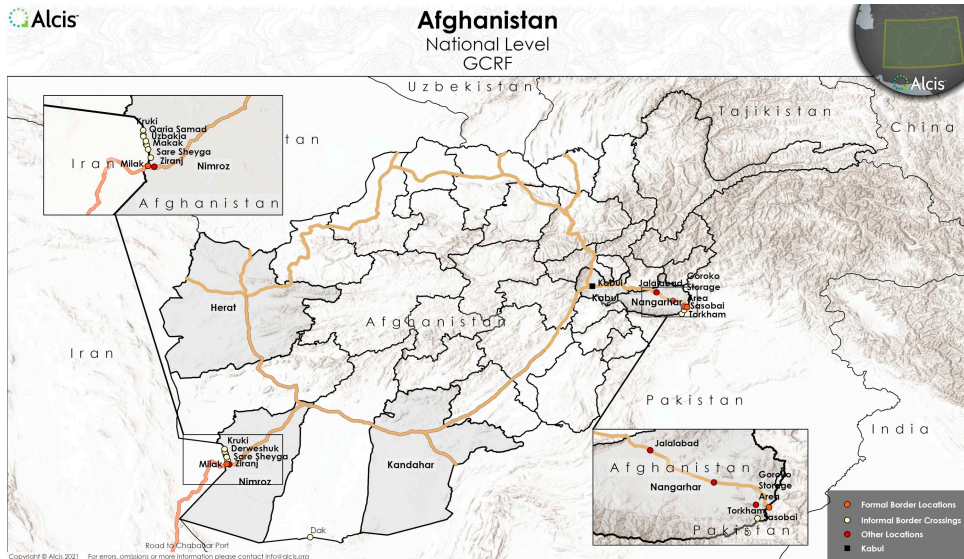 Alcis
Afghanistan
National Level
GCRF
Alcis
Uzbekistan
Tajikistan
China
tan
Kruki
Qaria Samad
Uzbakja
Makak
Sare Sheyga
Iran
Milak
Ziranj
Nimroz
Afghanistan
Kabul
Kabul
Jalalabad
Nangarhar
Goroko
Storage
Area
Sasobai
Torkham
Herat
Afghanistan
Iran
Pakistan
India
Kruki
Derweshuk
Sare Sheyga
Milak
Ziranj
Nimroz
Kandahar
Dak
Road to Chabahar Port
Jalalabad
Afghanistan
Nangarhar
Goroko
Storage
Area
Torkham
Sasobai
Pakistan
Formal Border Locations
Informal Border Crossings
Other Locations
Kabul
Copyright © Alcis 2021 For errors, omissions or more information please contact info@alcis.org